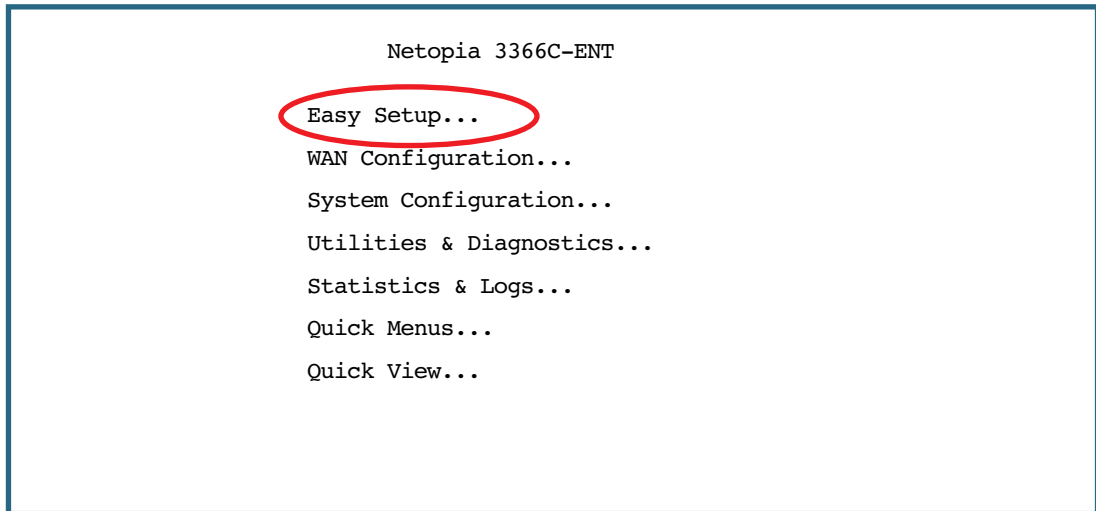 Netopia 3366C-ENT
Easy Setup...
WAN Configuration...
System Configuration...
Utilities & Diagnostics...
Statistics & Logs...
Quick Menus...
Quick View...